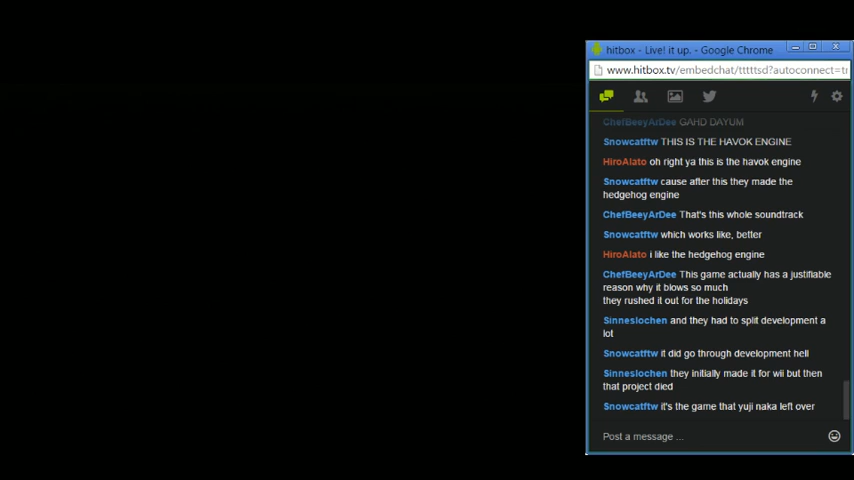 hitbox - Live! it up. - Google Chrome
www.hitbox.tv/embedchat/tttttsd?autoconnect=tr
ChefBeeyArDee GAHD DAYUM
Snowcatftw THIS IS THE HAVOK ENGINE
HiroAlato oh right ya this is the havok engine
Snowcatftw cause after this they made the
hedgehog engine
ChefBeeyArDee That's this whole soundtrack
Snowcatftw which works like, better
HiroAlato i like the hedgehog engine
ChefBeeyArDee This game actually has a justifiable
reason why it blows so much
they rushed it out for the holidays
Sinneslochen and they had to split development a
lot
Snowcatftw it did go through development hell
Sinneslochen they initially made it for wii but then
that project died
Snowcatftw it's the game that yuji naka left over
Post a message ...